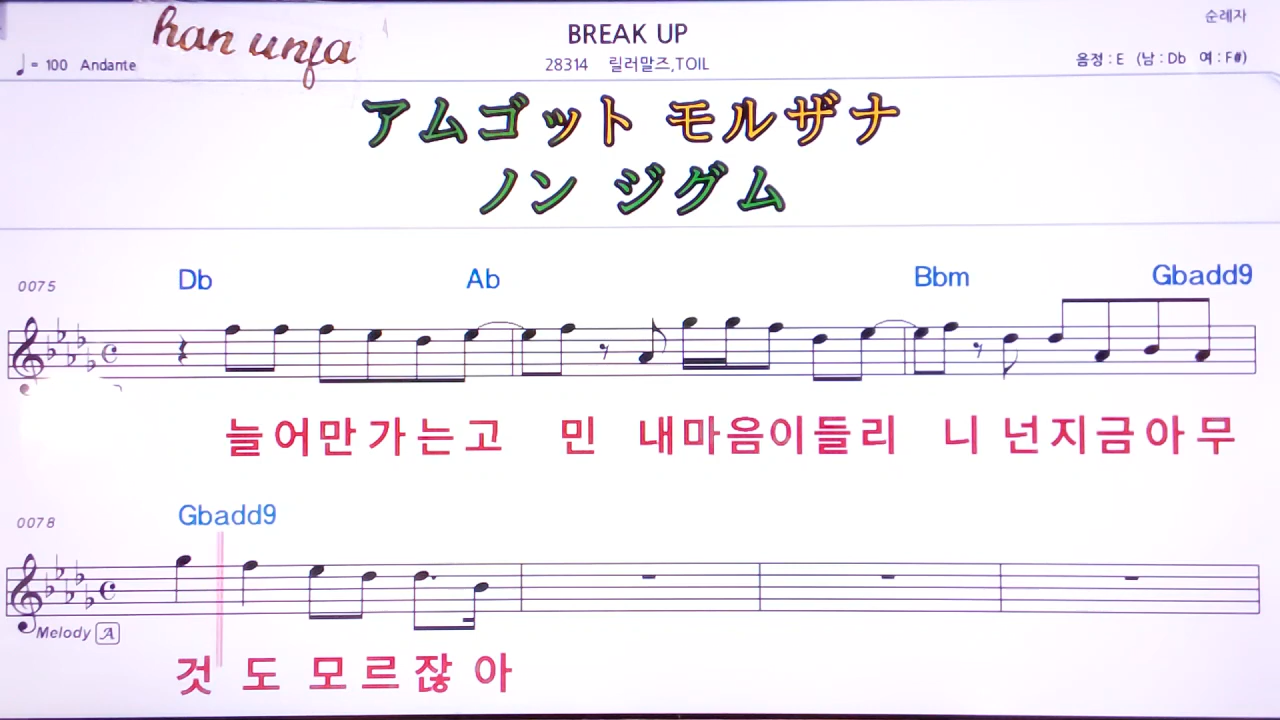 순례자
han unfa
BREAK UP
♩= 100 Andante
28314 릴러말즈,TOIL
음정 : E (남 : Db 여 : F#)
アムゴット モルザナ
ノン ジグム
0075 Db Ab Bbm Gbadd9
늘어만가는고 민 내마음이들리 니 넌지금아무
0078 Gbadd9
Melody A
것 도 모르잖 아